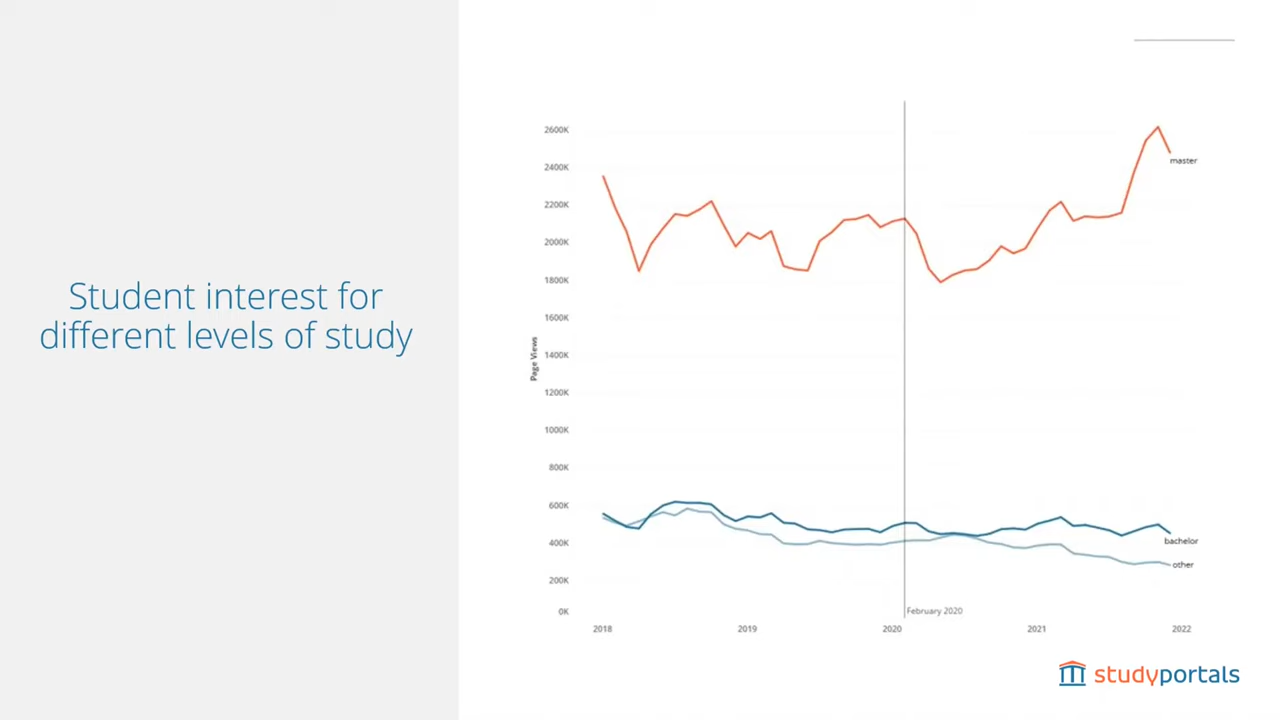 Student interest for
different levels of study
Page Views
2600K
2400K
2200K
2000K
1800K
1600K
1400K
1200K
1000K
800K
600K
400K
200K
0K
master
bachelor
other
February 2020
2018
2019
2020
2021
2022
studyportals